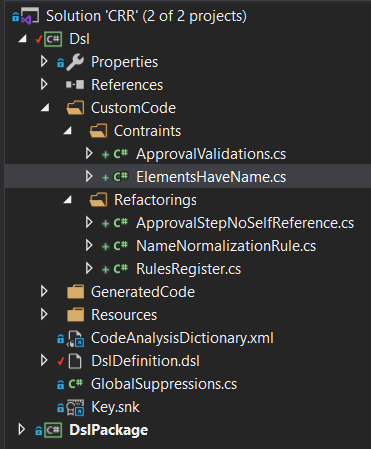 Solution 'CRR' (2 of 2 projects)
C# Dsl
Properties
References
CustomCode
Contraints
C# ApprovalValidations.cs
C# ElementsHaveName.cs
Refactorings
C# ApprovalStepNoSelfReference.cs
C# NameNormalizationRule.cs
C# RulesRegister.cs
GeneratedCode
Resources
CodeAnalysisDictionary.xml
DslDefinition.dsl
C# GlobalSuppressions.cs
Key.snk
C# DslPackage